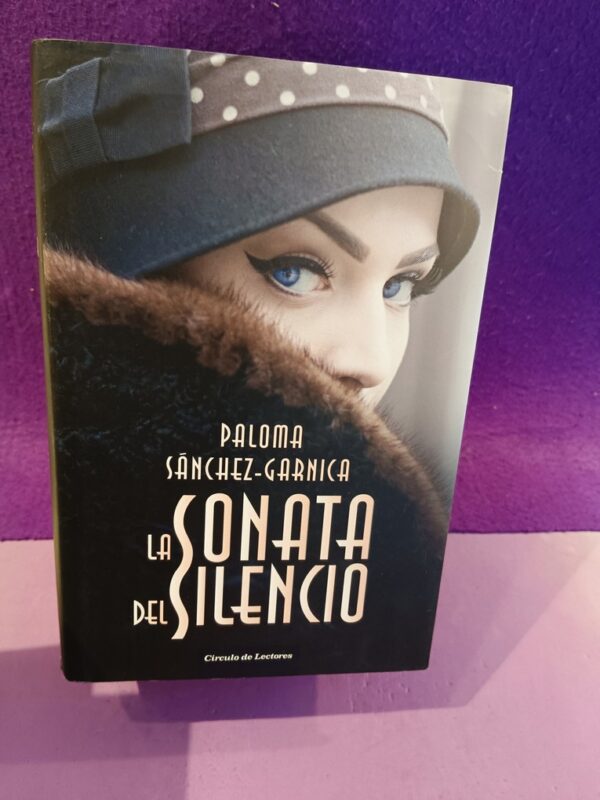 PALOMA
SÁNCHEZ-GARNICA
LA SONATA
DEL SILENCIO
Círculo de Lectores